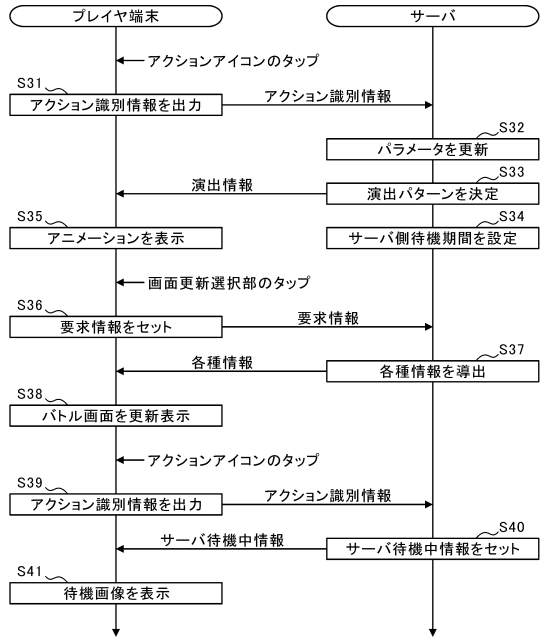 プレイヤ端末
サーバ
アクションアイコンのタップ
S31
アクション識別情報を出力
アクション識別情報
S32
パラメータを更新
S33
演出情報
演出パターンを決定
S35
アニメーションを表示
S34
サーバ側待機期間を設定
画面更新選択部のタップ
S36
要求情報をセット
要求情報
S37
各種情報
各種情報を導出
S38
バトル画面を更新表示
アクションアイコンのタップ
S39
アクション識別情報を出力
アクション識別情報
S40
サーバ待機中情報
サーバ待機中情報をセット
S41
待機画像を表示